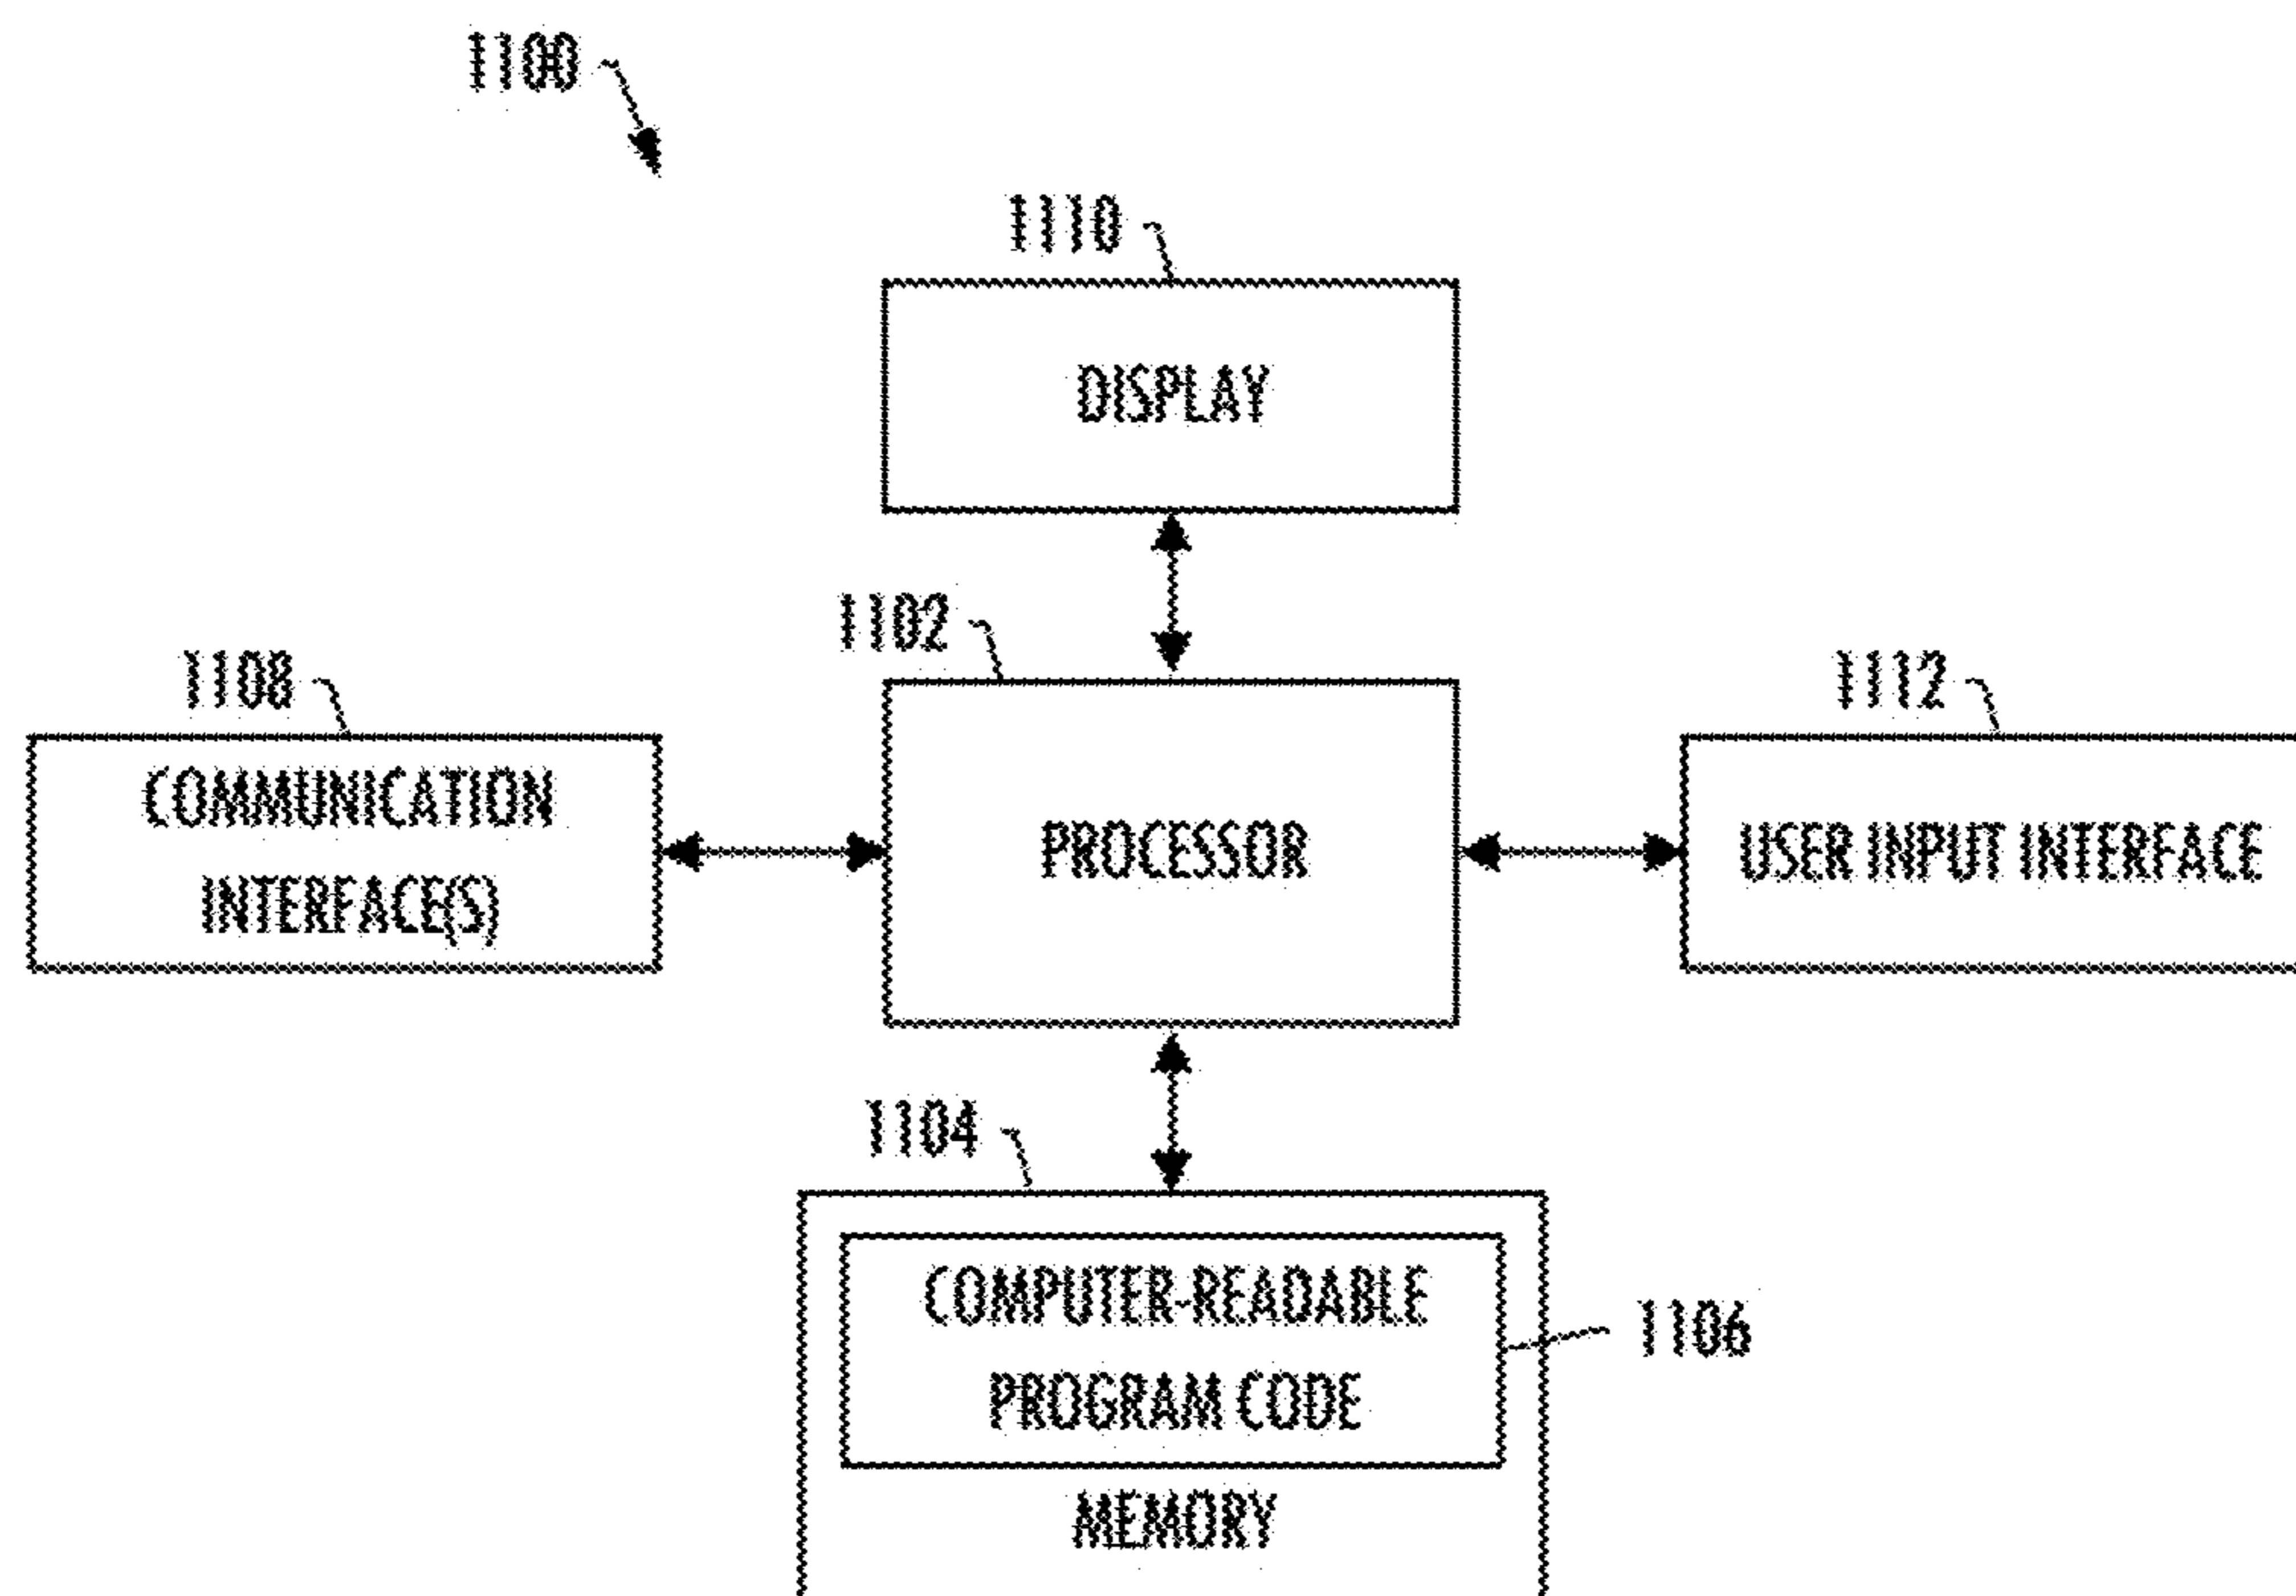 1100
1110
DISPLAY
1102
1108
1112
COMMUNICATION
INTERFACE(S)
PROCESSOR
USER INPUT INTERFACE
1104
COMPUTER-READABLE
PROGRAM CODE
1106
MEMORY